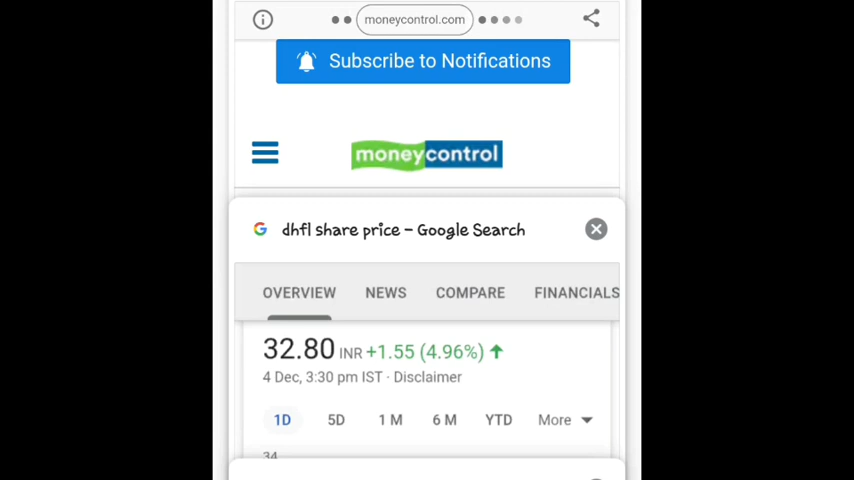 moneycontrol.com
Subscribe to Notifications
moneycontrol
dhfl share price - Google Search
OVERVIEW NEWS COMPARE FINANCIALS
32.80 INR +1.55 (4.96%) ↑
4 Dec, 3:30 pm IST · Disclaimer
1D 5D 1 M 6 M YTD More
34